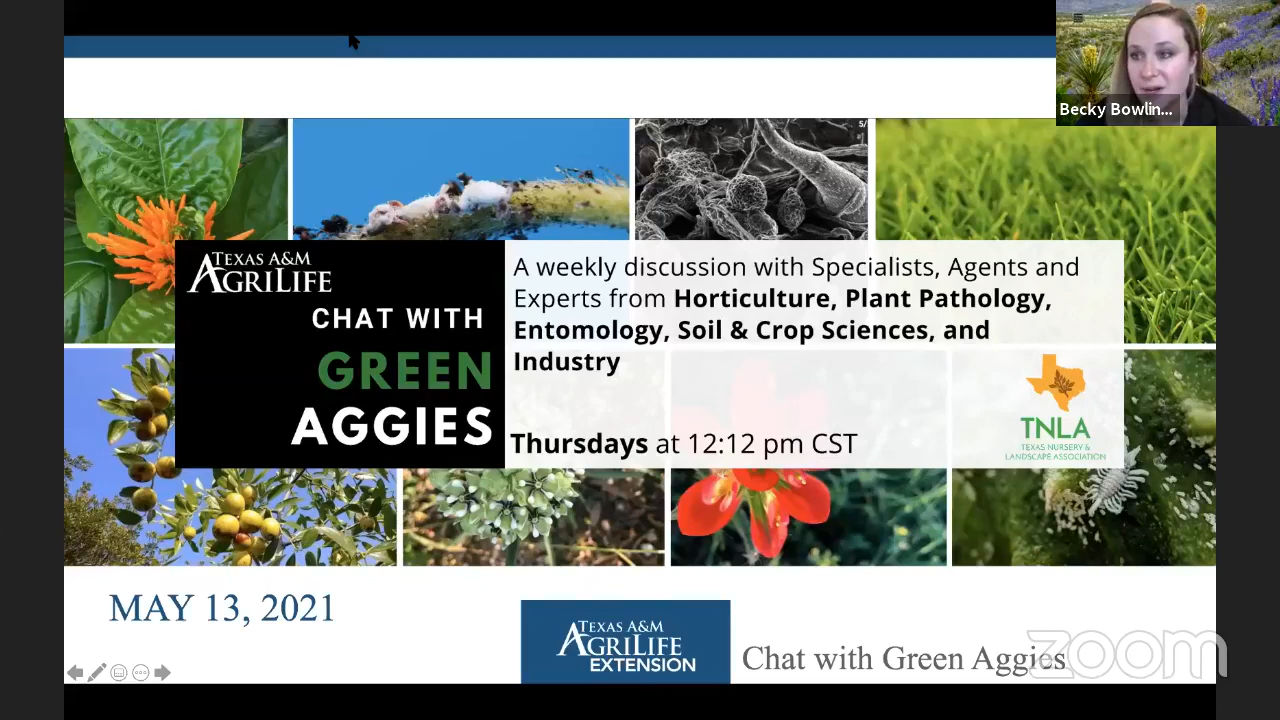 Becky Bowlin...
5/
TEXAS A&M
AGRILIFE
CHAT WITH
GREEN
AGGIES
A weekly discussion with Specialists, Agents and
Experts from Horticulture, Plant Pathology,
Entomology, Soil & Crop Sciences, and
Industry
Thursdays at 12:12 pm CST
TNLA
TEXAS NURSERY &
LANDSCAPE ASSOCIATION
MAY 13, 2021
TEXAS A&M
AGRILIFE
EXTENSION
Chat with Green Aggies
zoom